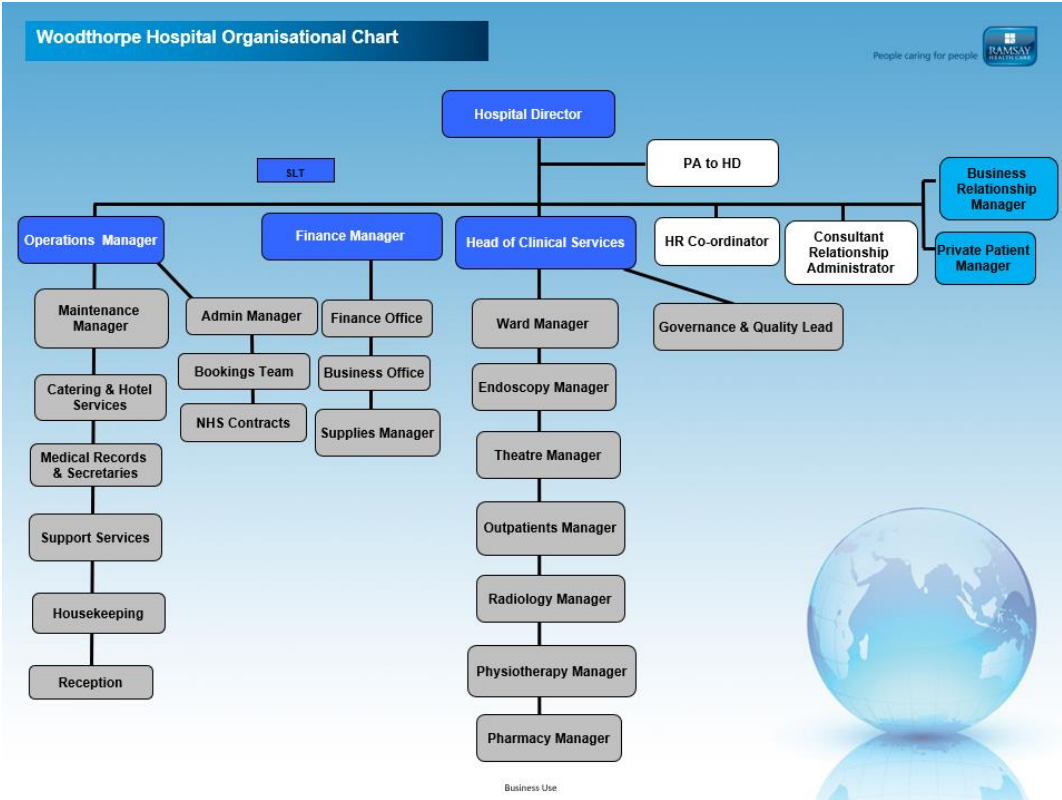 Woodthorpe Hospital Organisational Chart
People caring for people
RAMSAY
HEALTH CARE
Hospital Director
SLT
PA to HD
Business
Relationship
Manager
Operations Manager
Finance Manager
Head of Clinical Services
HR Co-ordinator
Consultant
Relationship
Administrator
Private Patient
Manager
Maintenance
Manager
Admin Manager
Finance Office
Ward Manager
Governance & Quality Lead
Bookings Team
Business Office
Endoscopy Manager
Catering & Hotel
Services
NHS Contracts
Supplies Manager
Medical Records
& Secretaries
Theatre Manager
Support Services
Outpatients Manager
Housekeeping
Radiology Manager
Reception
Physiotherapy Manager
Pharmacy Manager
Business Use